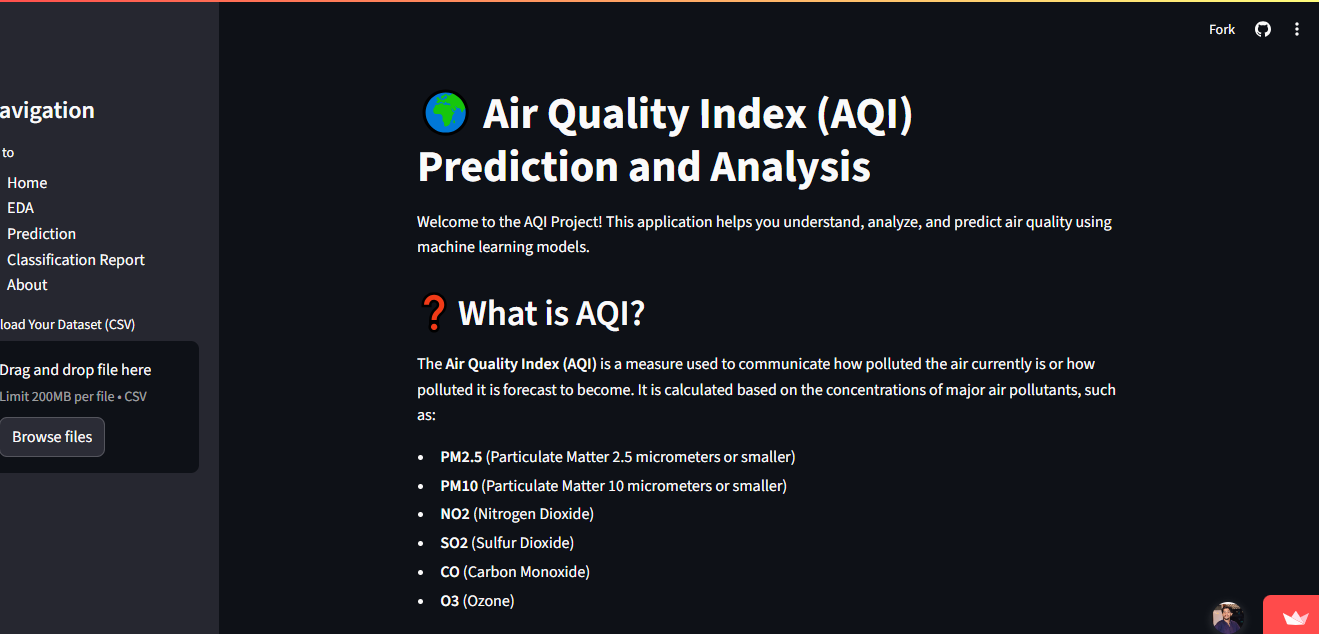 Fork
avigation
to
Home
EDA
Prediction
Classification Report
About
load Your Dataset (CSV)
Drag and drop file here
Limit 200MB per file • CSV
Browse files
Air Quality Index (AQI)
Prediction and Analysis
Welcome to the AQI Project! This application helps you understand, analyze, and predict air quality using
machine learning models.
❓ What is AQI?
The Air Quality Index (AQI) is a measure used to communicate how polluted the air currently is or how
polluted it is forecast to become. It is calculated based on the concentrations of major air pollutants, such
as:
• PM2.5 (Particulate Matter 2.5 micrometers or smaller)
• PM10 (Particulate Matter 10 micrometers or smaller)
• NO2 (Nitrogen Dioxide)
• SO2 (Sulfur Dioxide)
• CO (Carbon Monoxide)
• O3 (Ozone)